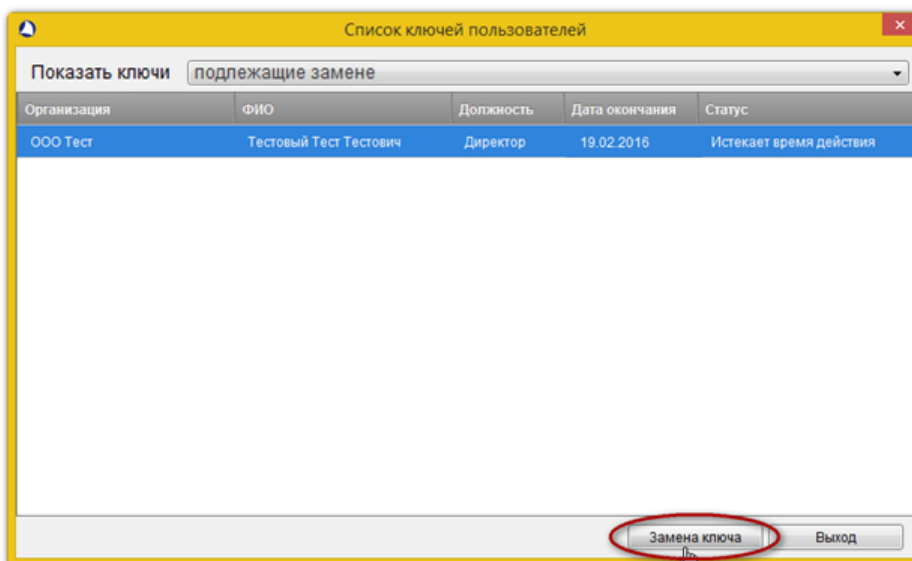 Список ключей пользователей
Показать ключи подлежащие замене
Организация ФИО Должность Дата окончания Статус
ООО Тест Тестовый Тест Тестович Директор 19.02.2016 Истекает время действия
Замена ключа Выход